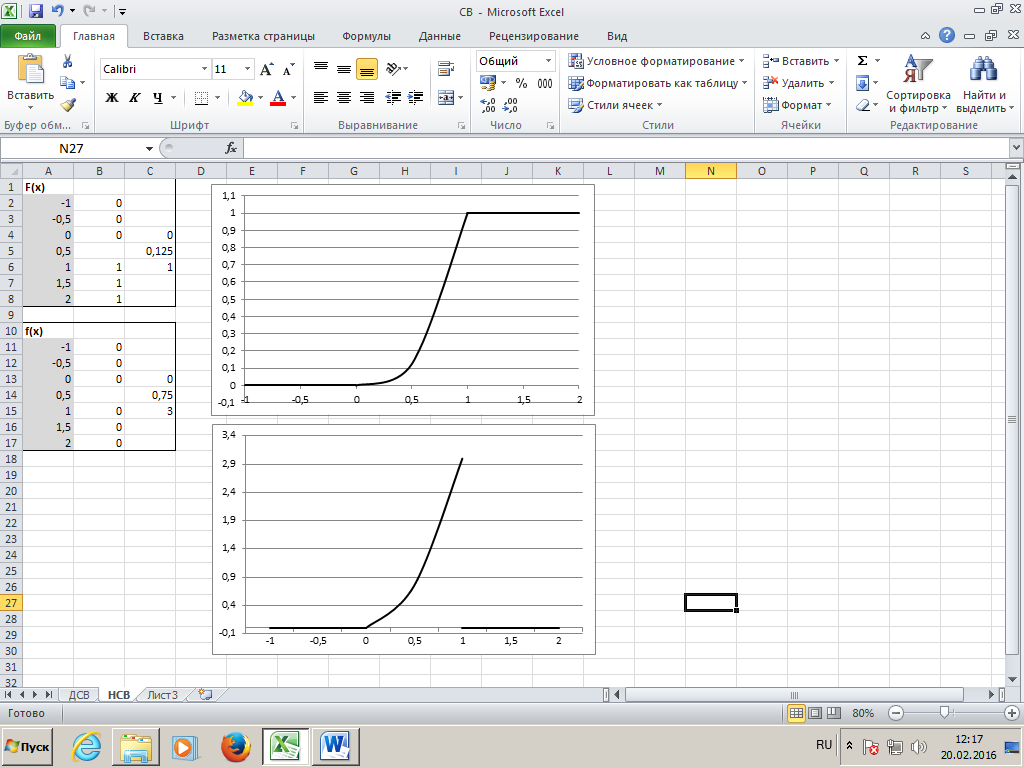 СВ - Microsoft Excel
Файл Главная Вставка Разметка страницы Формулы Данные Рецензирование Вид
Вставить
Calibri 11
Ж К Ч
А
Общий
% 000
Условное форматирование
Форматировать как таблицу
Стили ячеек
Вставить
Удалить
Формат
Σ
Сортировка и фильтр
Найти и выделить
Буфер обм... Шрифт Выравнивание Число Стили Ячейки Редактирование
N27 fx
A B C D E F G H I J K L M N O P Q R S
1 F(x)
2 -1 0
3 -0,5 0
4 0 0 0
5 0,5 0,125
6 1 1 1
7 1,5 1
8 2 1
9
10 f(x)
11 -1 0
12 -0,5 0
13 0 0 0
14 0,5 0,75
15 1 0 3
16 1,5 0
17 2 0
18
19
20
21
22
23
24
25
26
27
28
29
30
31
32
1,1
1
0,9
0,8
0,7
0,6
0,5
0,4
0,3
0,2
0,1
0
-0,1
-1 -0,5 0 0,5 1 1,5 2
3,4
2,9
2,4
1,9
1,4
0,9
0,4
-0,1
-1 -0,5 0 0,5 1 1,5 2
ДСВ НСВ Лист3
Готово 80%
Пуск RU 12:17
20.02.2016